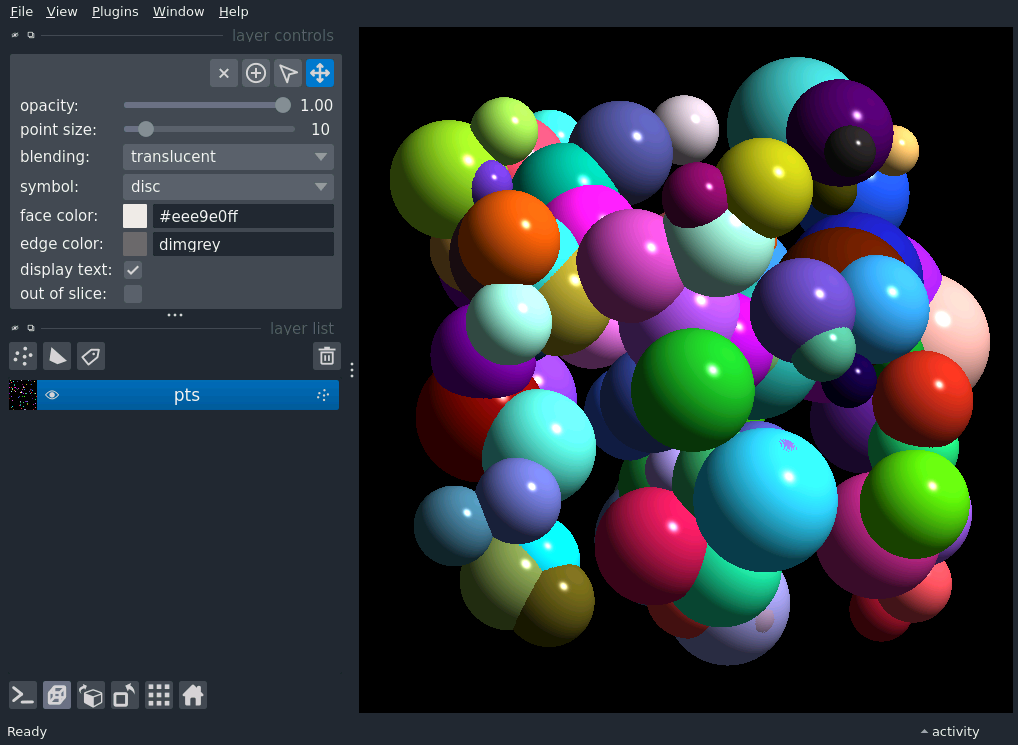 File View Plugins Window Help
layer controls
opacity: 1.00
point size: 10
blending: translucent
symbol: disc
face color: #eee9e0ff
edge color: dimgrey
display text:
out of slice:
layer list
pts
Ready
activity